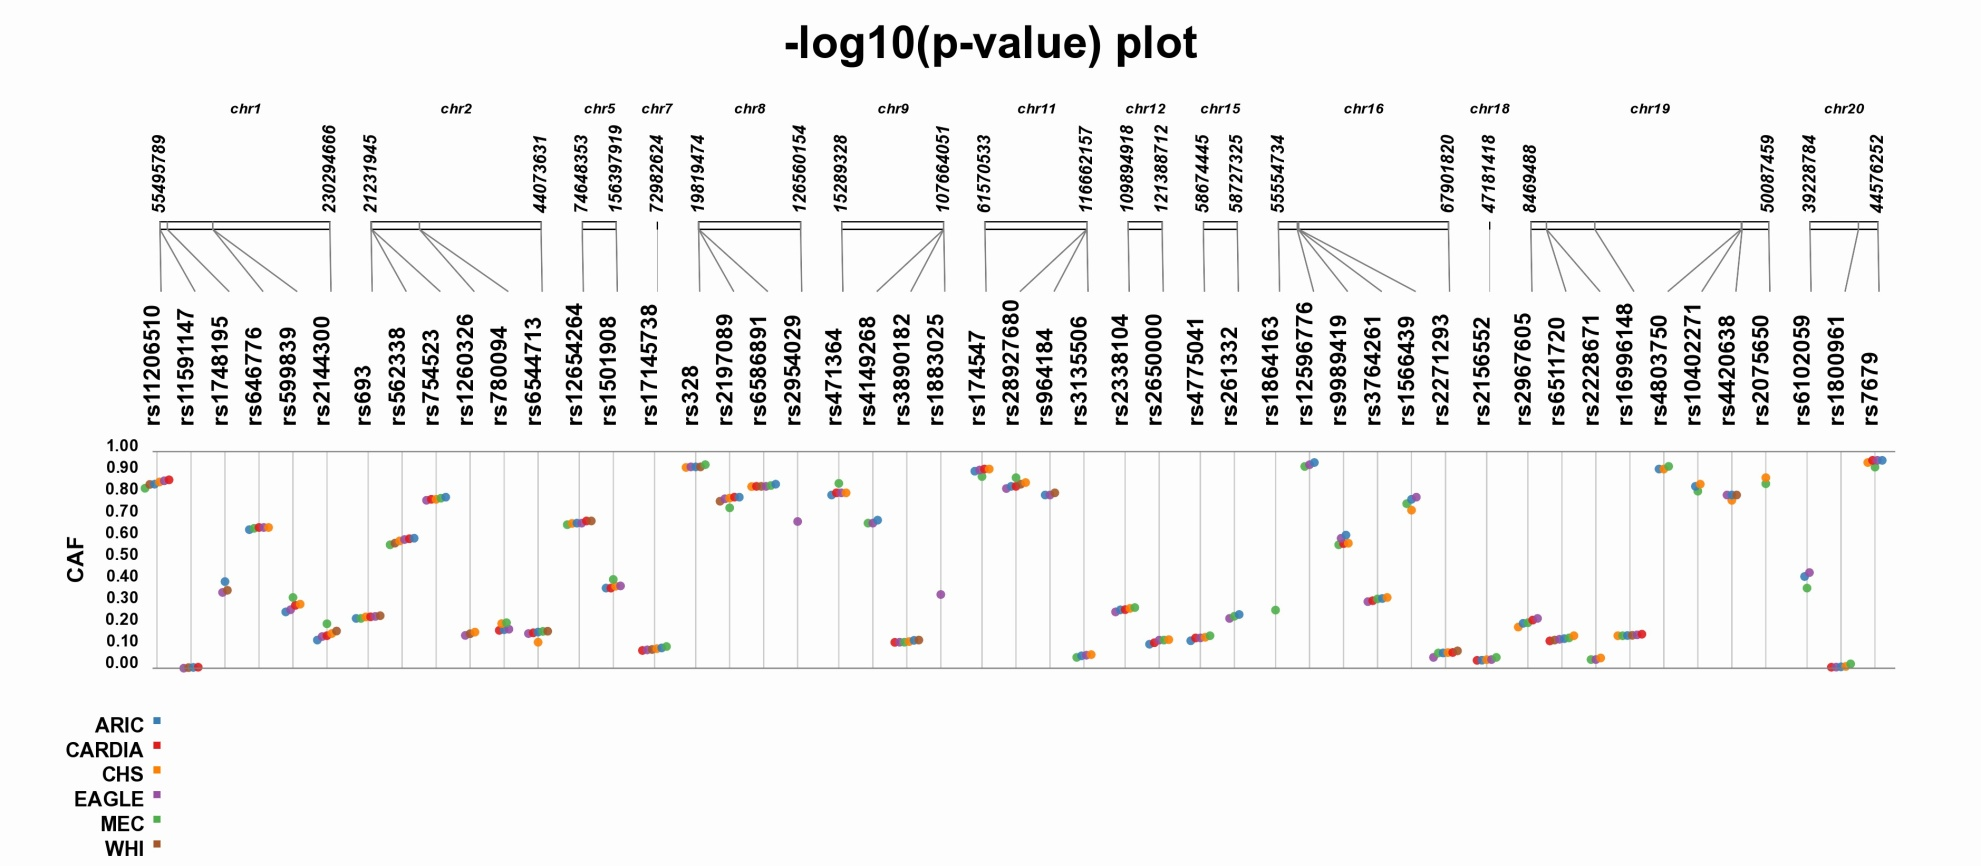 -log10(p-value) plot
chr1 chr2 chr5 chr7 chr8 chr9 chr11 chr12 chr15 chr16 chr18 chr19 chr20
55495789 230294666 21231945 44073631 74648353 156397919 72982624 19819474 126560154 15289328 107664051 61570533 116662157 109894918 121388712 58674445 58727325 55554734 67901820 47181418 8469488 50087459 39228784 44576252
rs11206510 rs11591147 rs1748195 rs646776 rs599839 rs2144300 rs693 rs562338 rs754523 rs1260326 rs780094 rs6544713 rs12654264 rs1501908 rs17145738 rs328 rs2197089 rs6586891 rs2954029 rs471364 rs4149268 rs3890182 rs1883025 rs174547 rs28927680 rs964184 rs3135506 rs2338104 rs2650000 rs4775041 rs261332 rs1864163 rs12596776 rs9989419 rs3764261 rs1566439 rs2271293 rs2156552 rs2967605 rs6511720 rs2228671 rs16996148 rs4803750 rs10402271 rs4420638 rs2075650 rs6102059 rs1800961 rs7679
1.00
0.90
0.80
0.70
0.60
0.50
0.40
0.30
0.20
0.10
0.00
CAF
ARIC
CARDIA
CHS
EAGLE
MEC
WHI